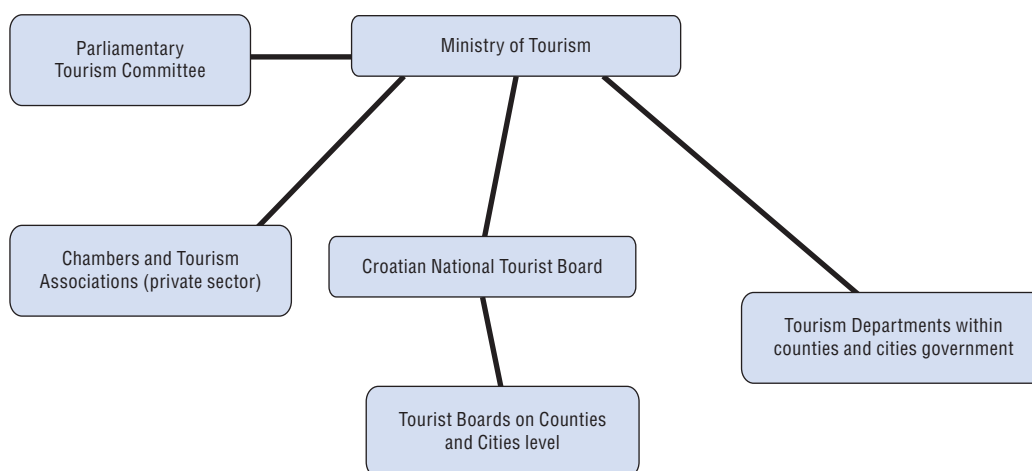 Parliamentary
Tourism Committee
Ministry of Tourism
Chambers and Tourism
Associations (private sector)
Croatian National Tourist Board
Tourism Departments within
counties and cities government
Tourist Boards on Counties
and Cities level